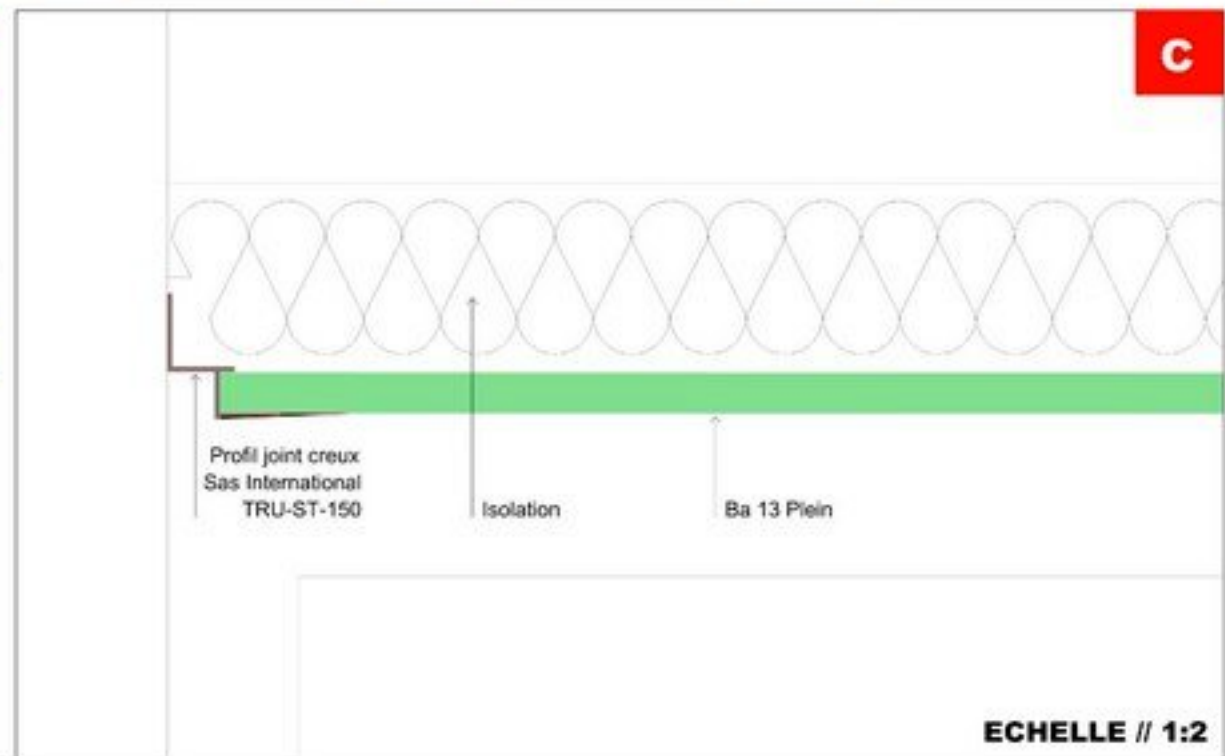 C
Profil joint creux
Sas International
TRU-ST-150
Isolation
Ba 13 Plein
ECHELLE // 1:2